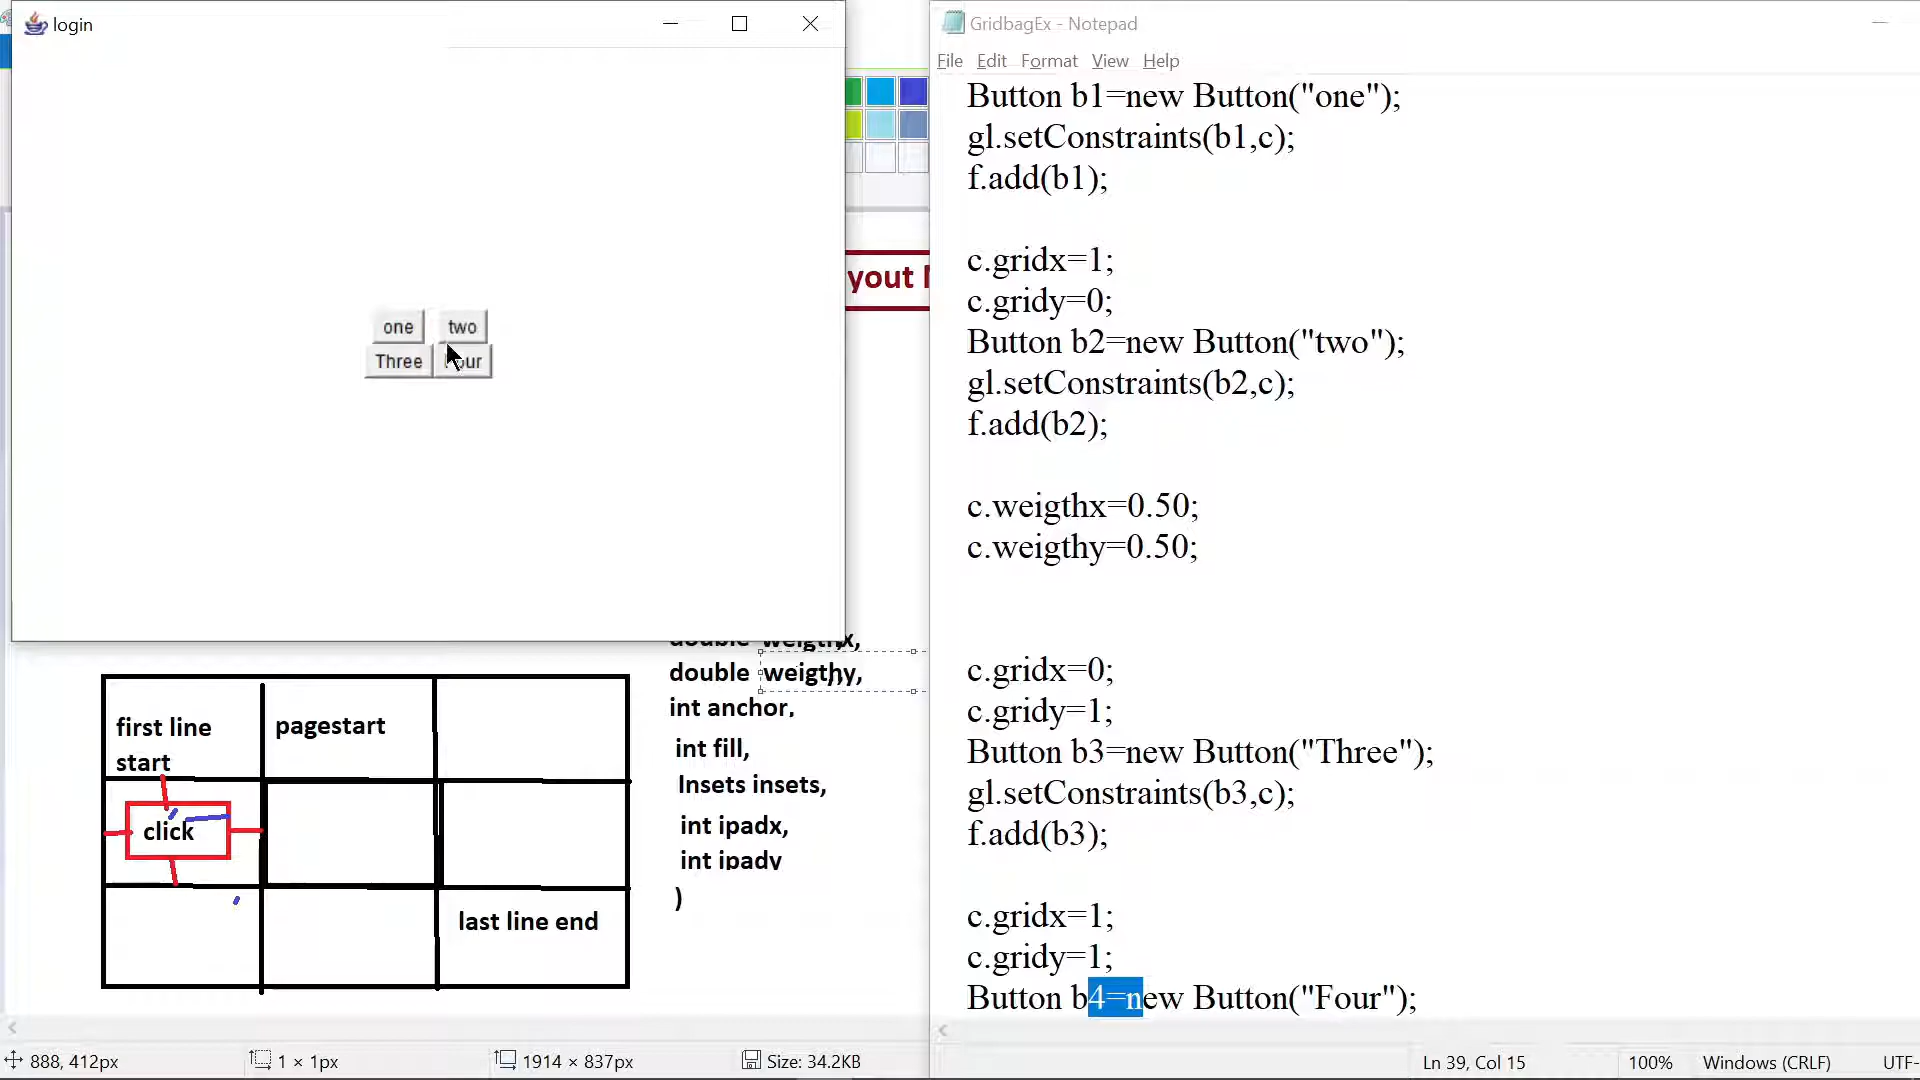 login
one
two
Three
yout
first line
start
pagestart
click
last line end
double weigthy,
int anchor,
int fill,
Insets insets,
int ipadx,
int ipady
)
888, 412px
1 × 1px
1914 × 837px
Size: 34.2KB
GridbagEx - Notepad
File Edit Format View Help
Button b1=new Button("one");
gl.setConstraints(b1,c);
f.add(b1);
c.gridx=1;
c.gridy=0;
Button b2=new Button("two");
gl.setConstraints(b2,c);
f.add(b2);
c.weigthx=0.50;
c.weigthy=0.50;
c.gridx=0;
c.gridy=1;
Button b3=new Button("Three");
gl.setConstraints(b3,c);
f.add(b3);
c.gridx=1;
c.gridy=1;
Button b4=new Button("Four");
Ln 39, Col 15
100%
Windows (CRLF)
UTF-